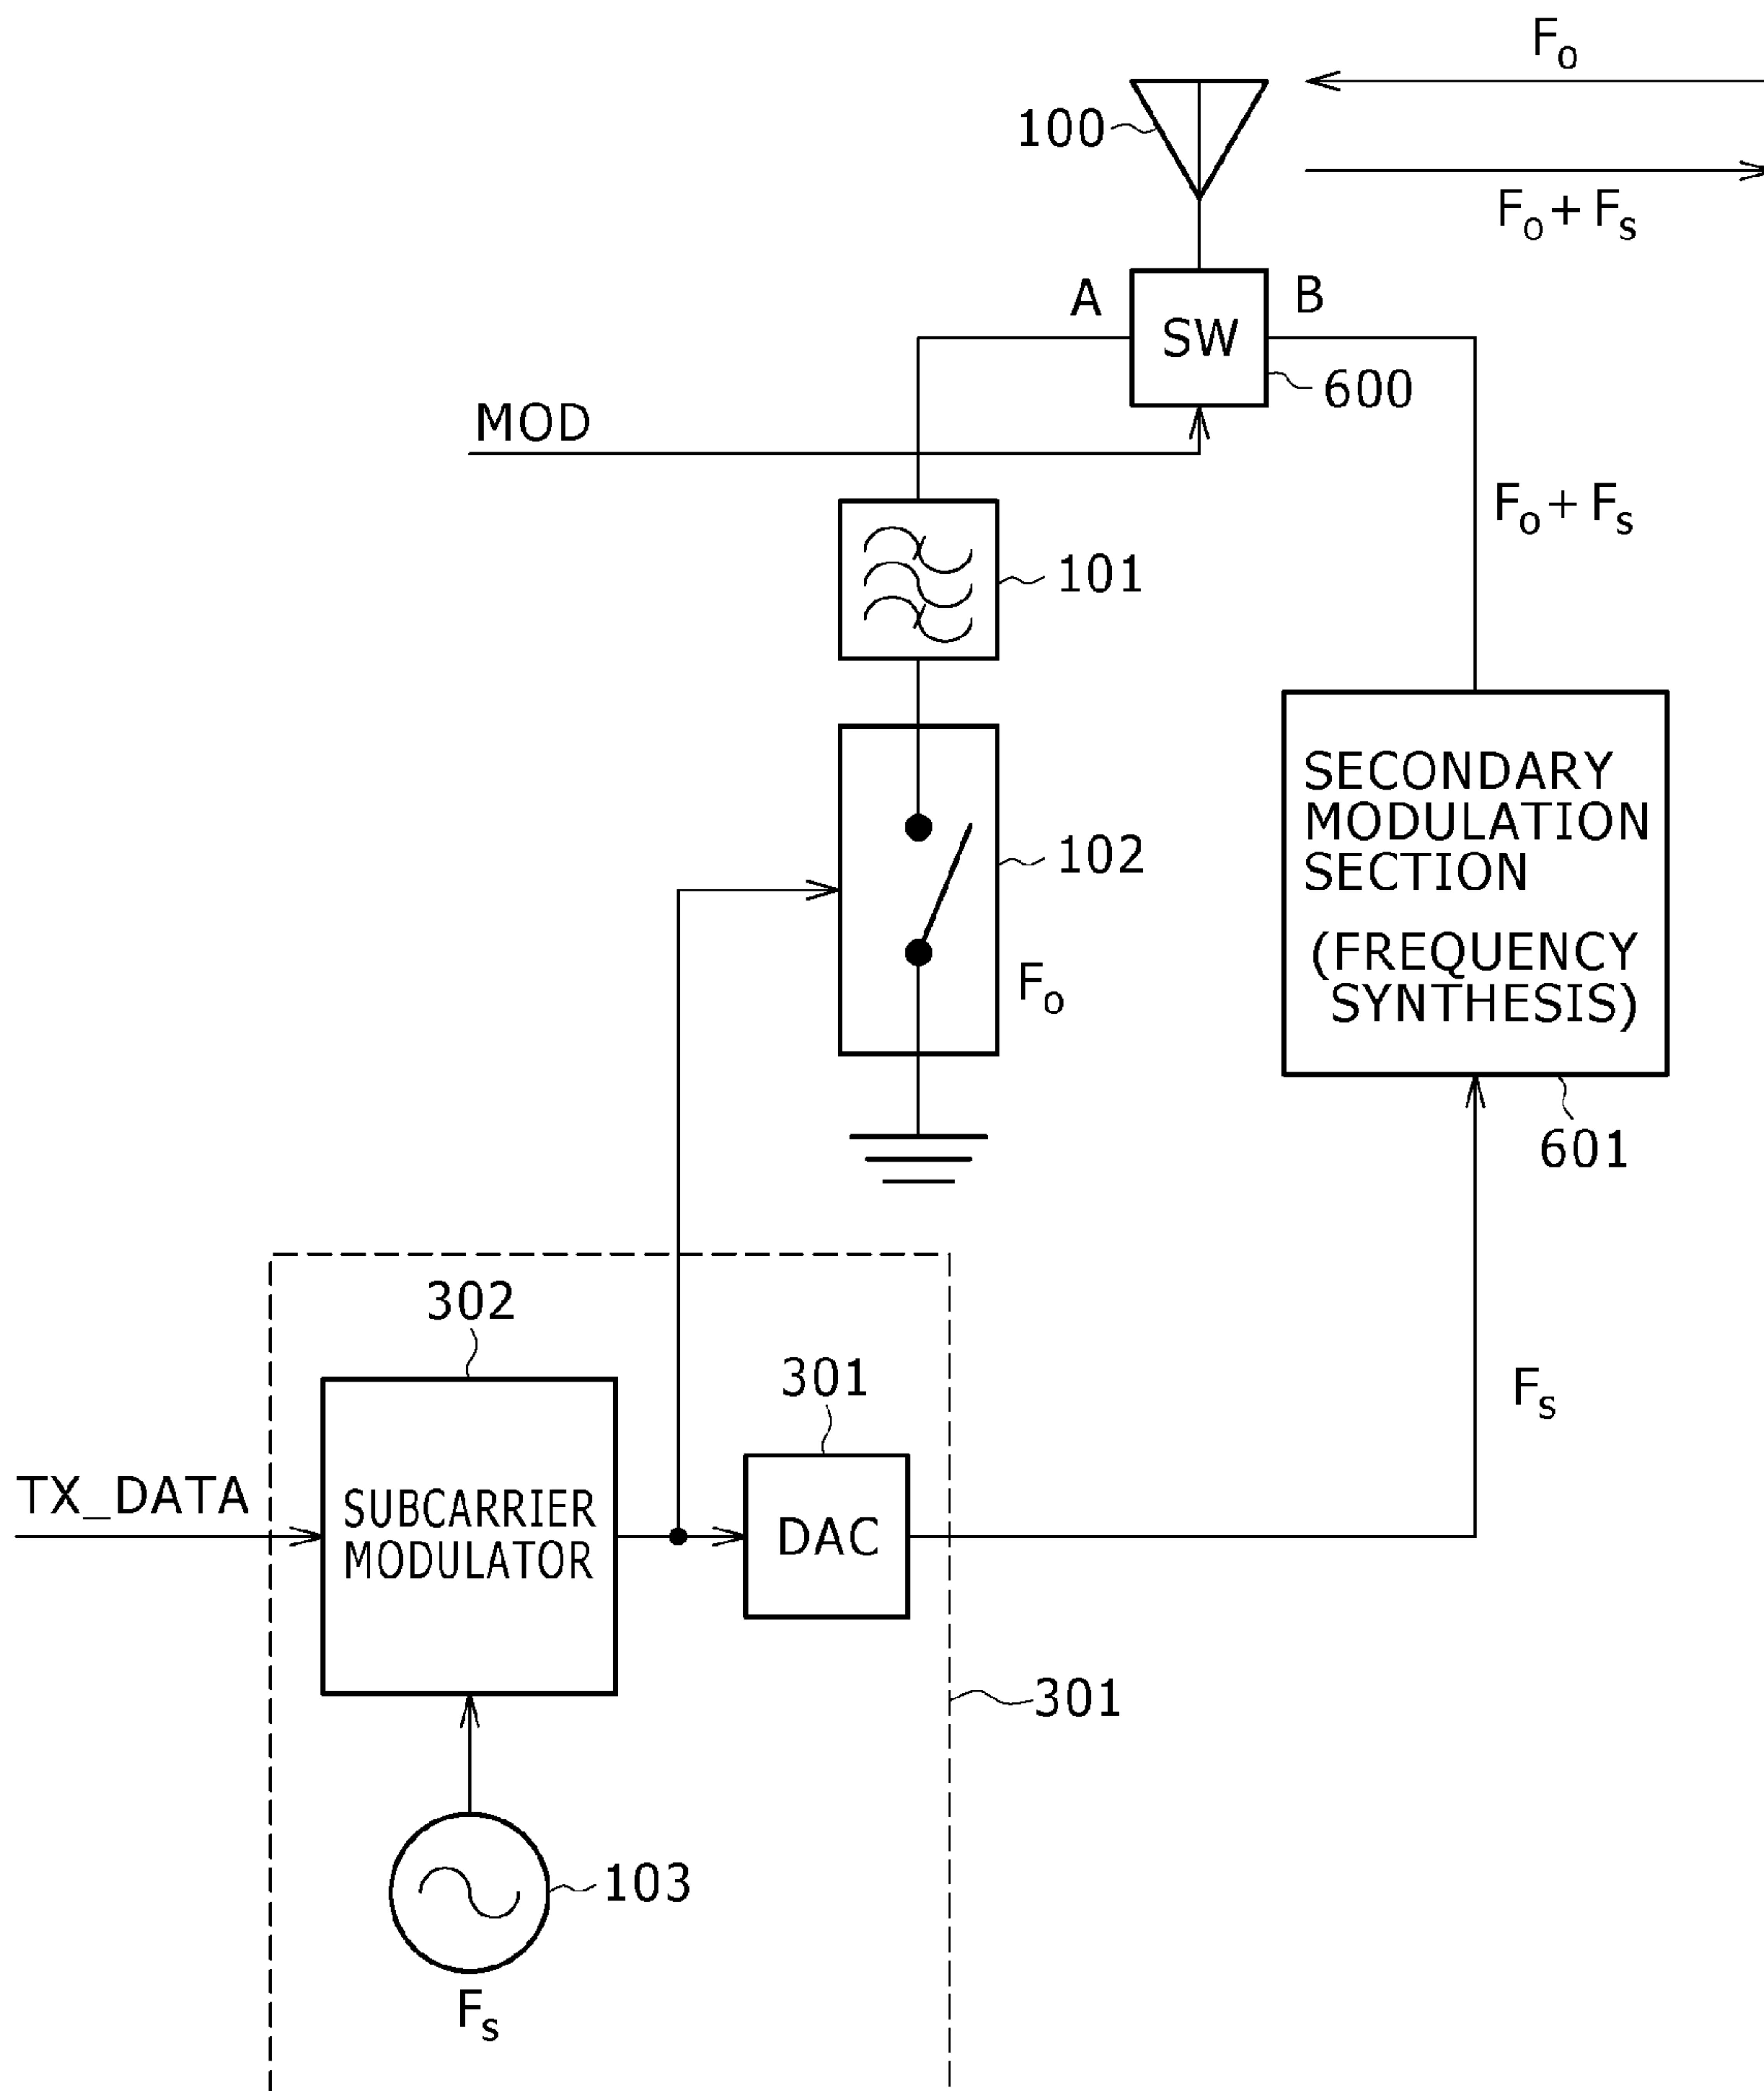 Fo
100
Fo + Fs
A
B
SW
600
MOD
Fo + Fs
101
SECONDARY
MODULATION
SECTION
(FREQUENCY
SYNTHESIS)
102
Fo
601
302
301
Fs
TX_DATA
SUBCARRIER
MODULATOR
DAC
301
103
Fs